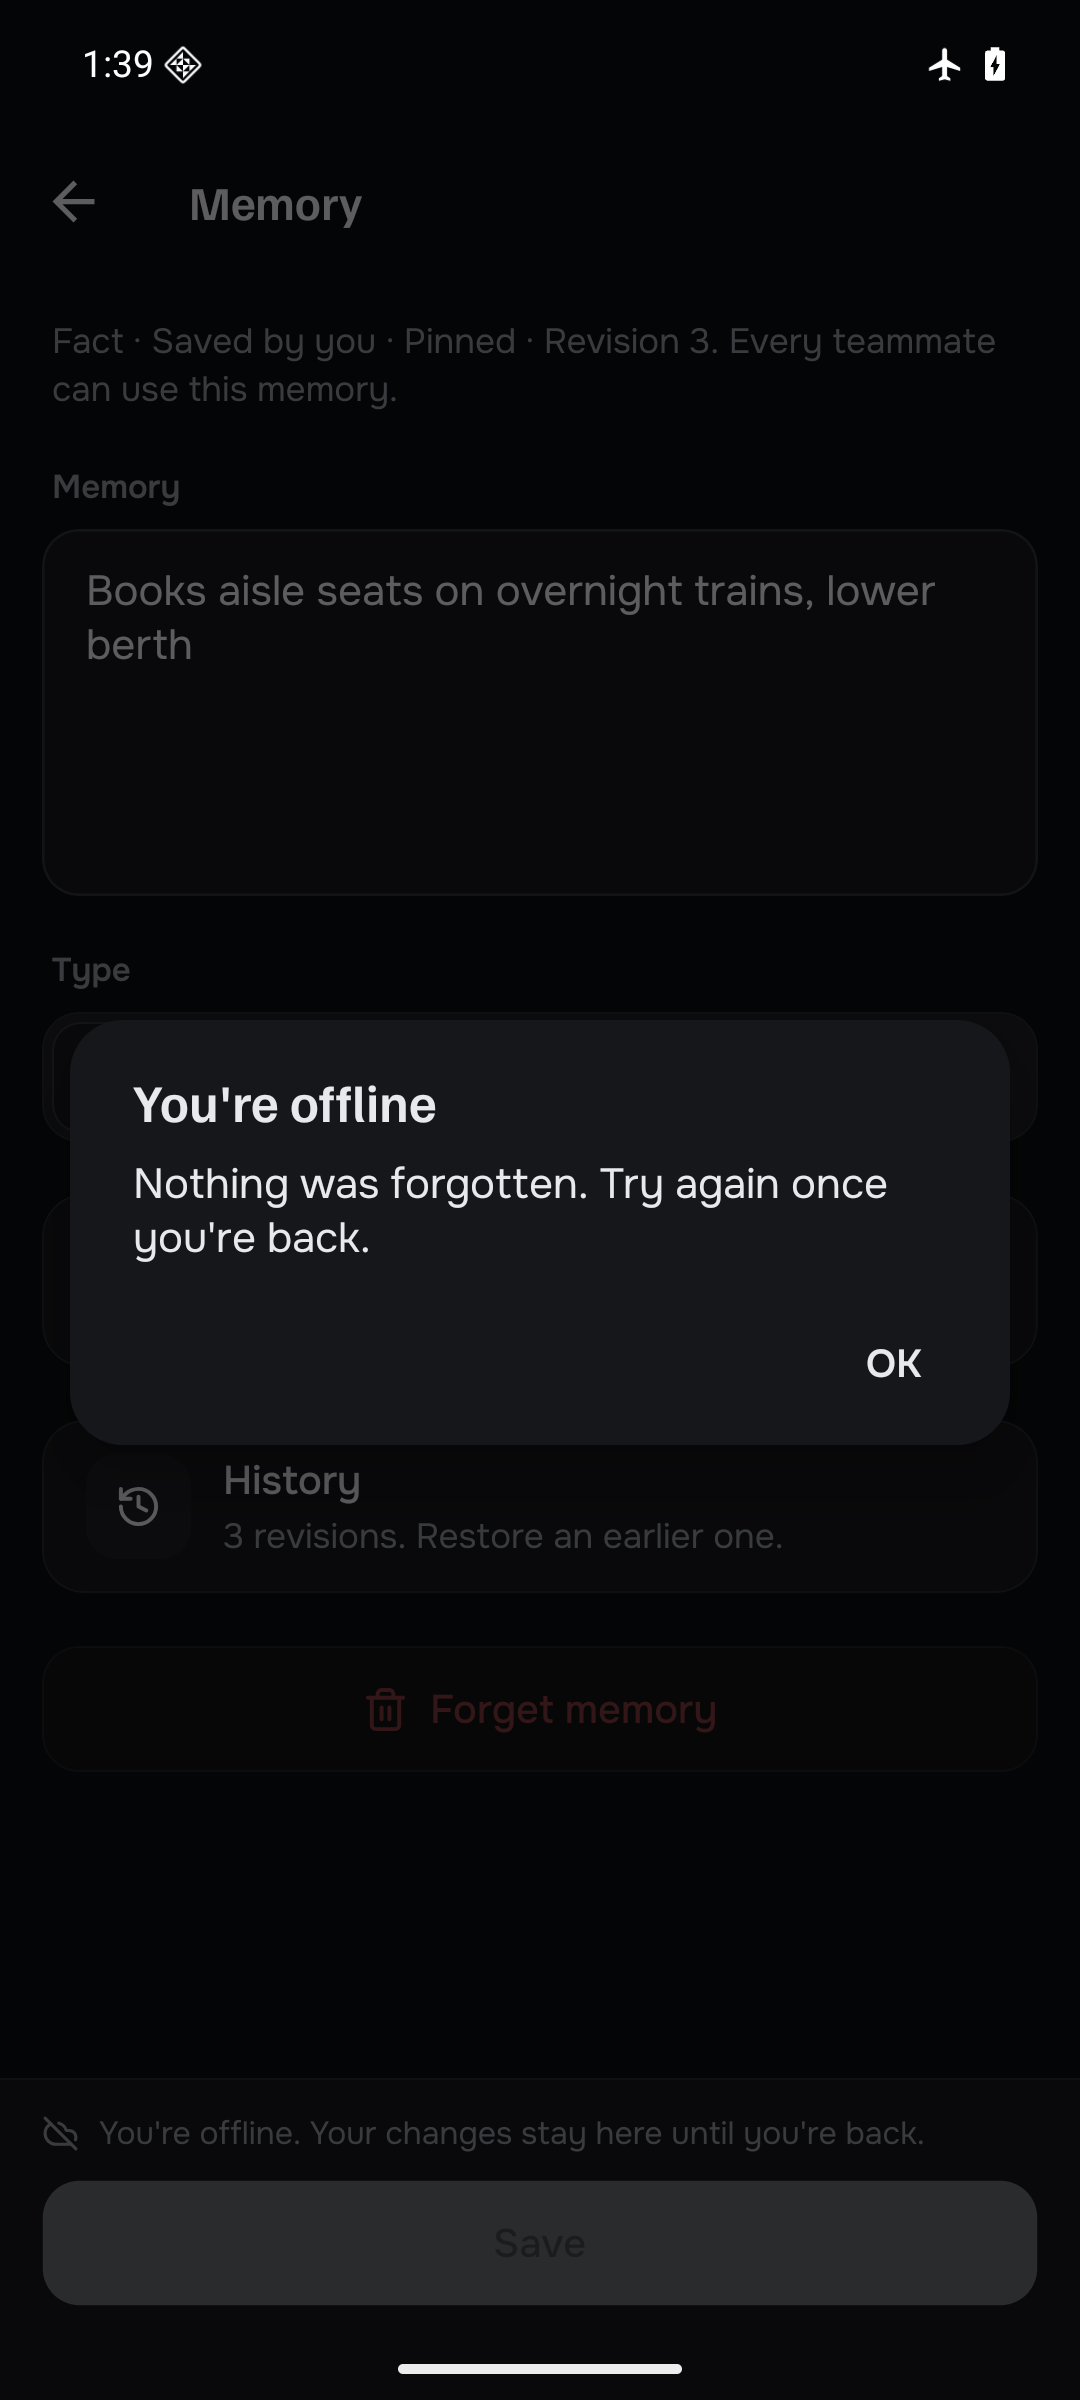 1:39
Memory
Fact · Saved by you · Pinned · Revision 3. Every teammate
can use this memory.
Memory
Books aisle seats on overnight trains, lower
berth
Type
You're offline
Nothing was forgotten. Try again once
you're back.
OK
History
3 revisions. Restore an earlier one.
Forget memory
You're offline. Your changes stay here until you're back.
Save